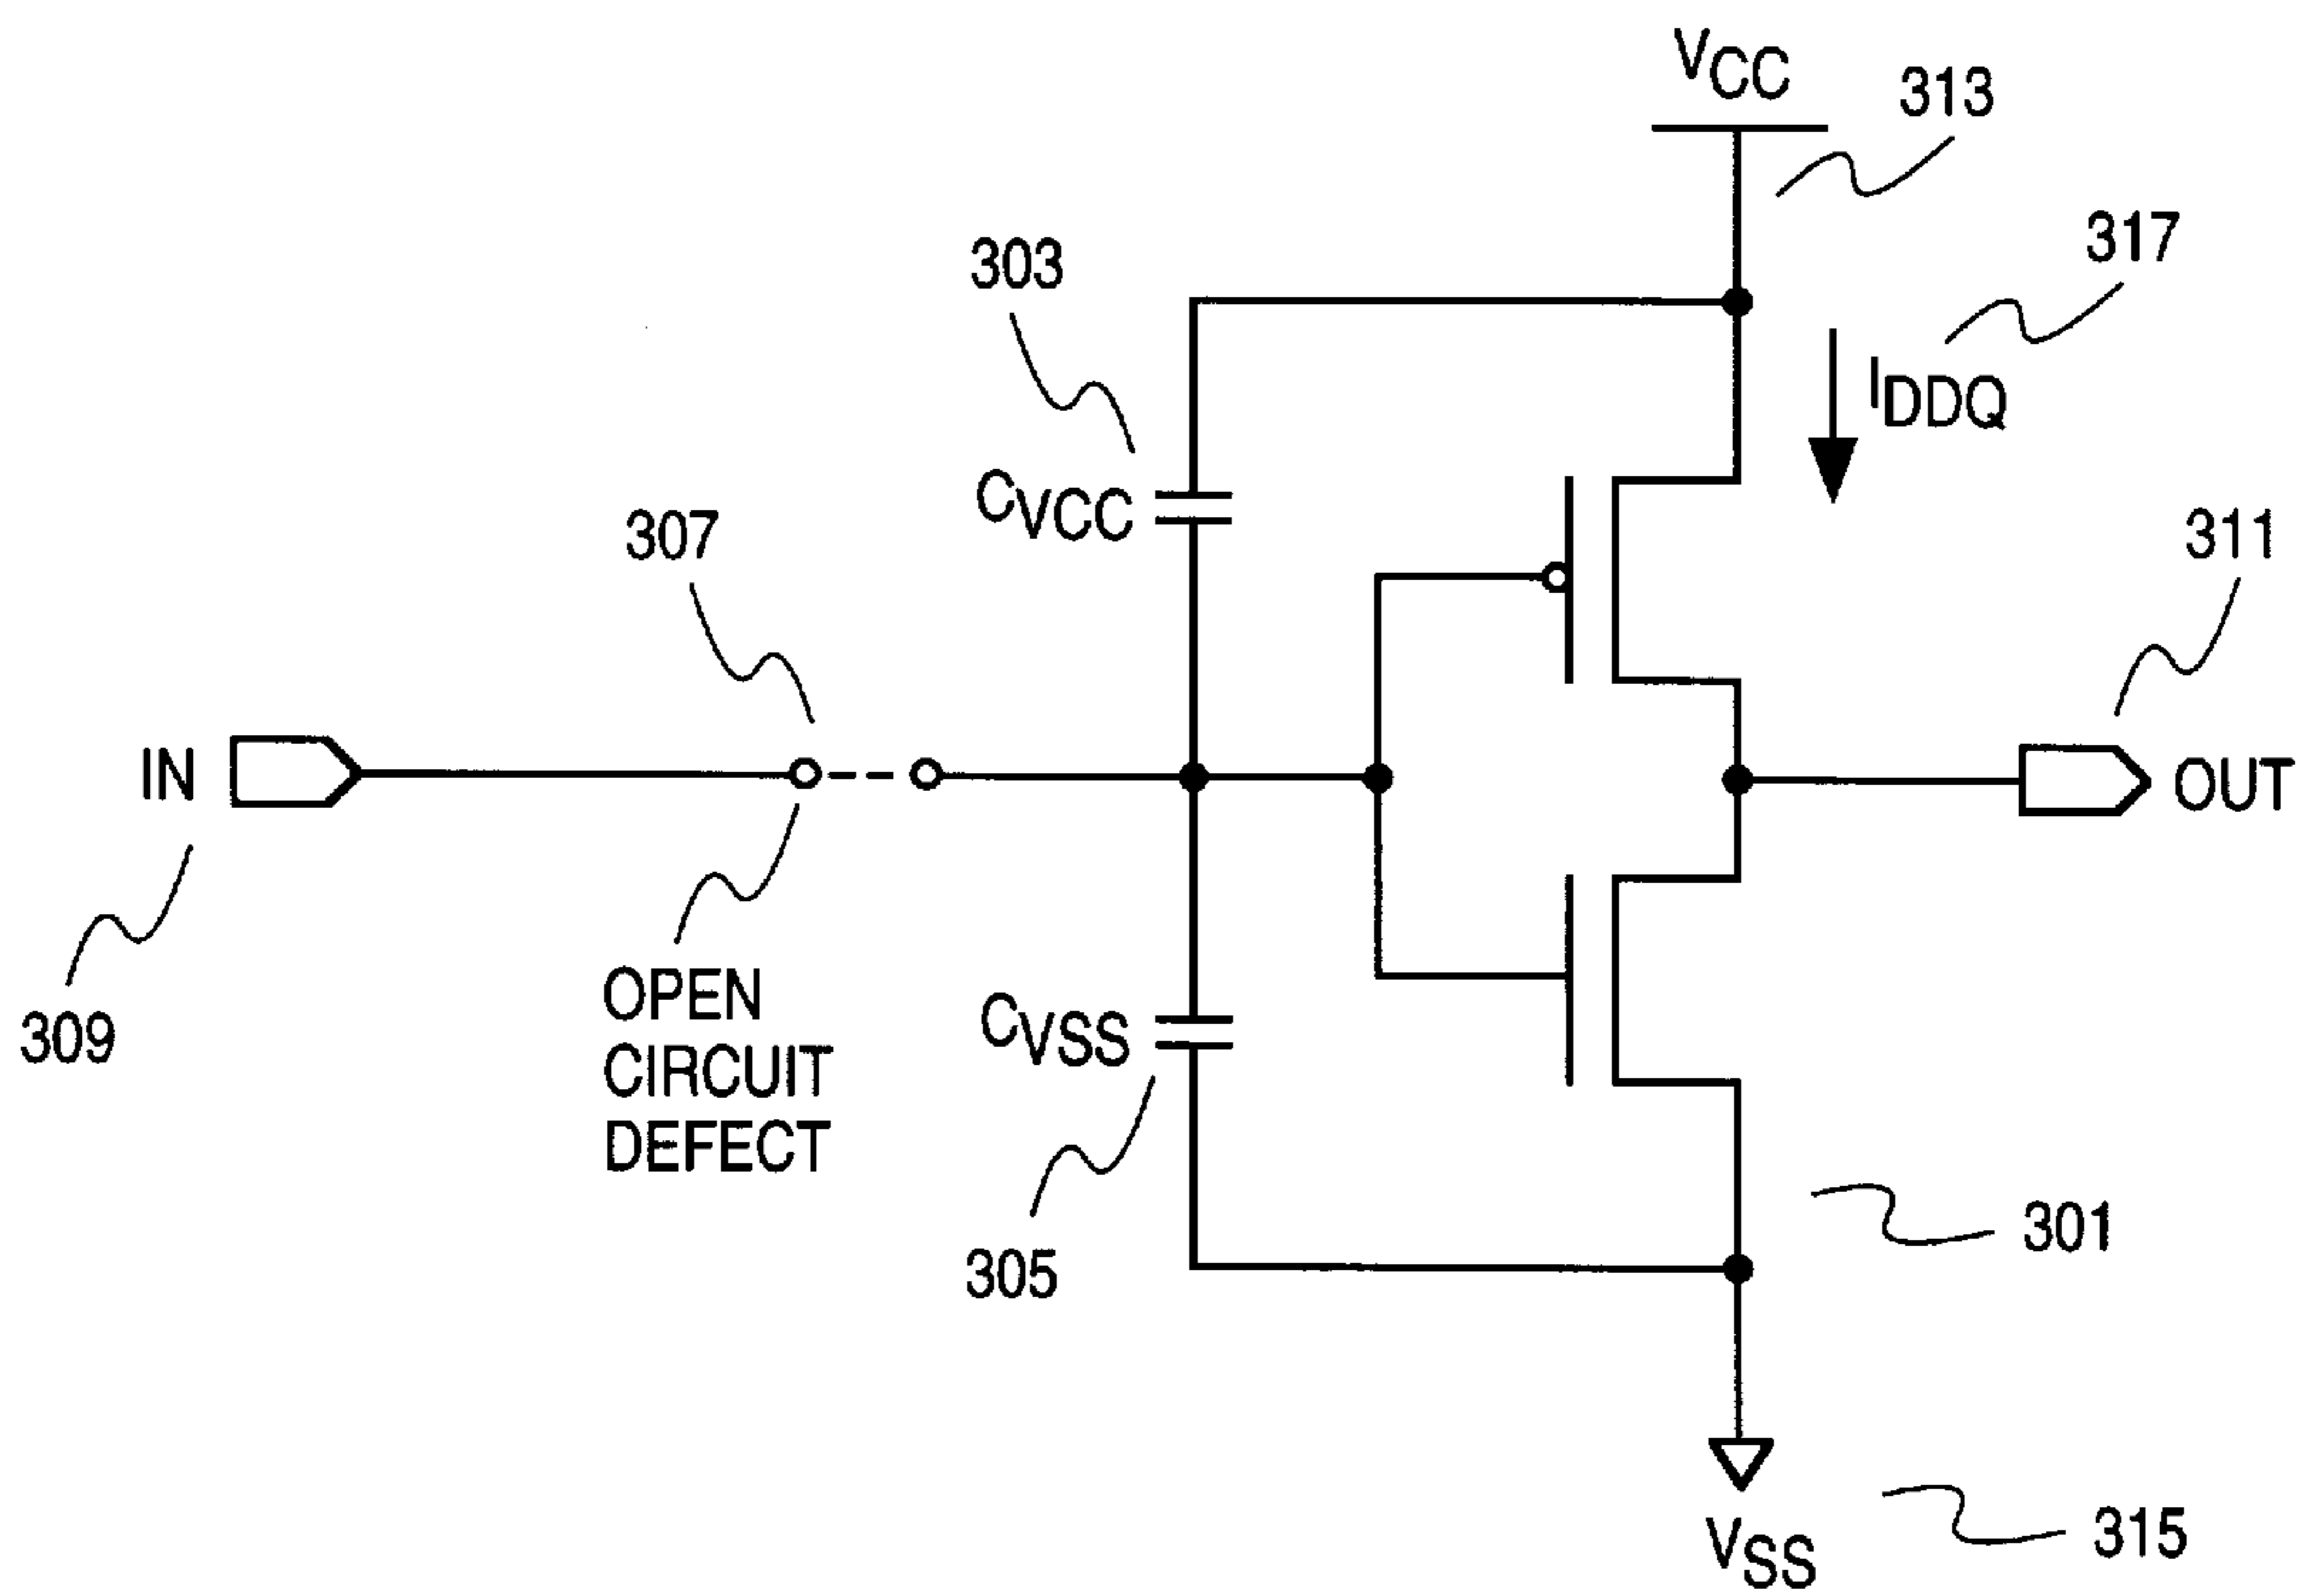 VCC
313
317
303
IDDQ
CVCC
307
311
IN
OUT
OPEN
CIRCUIT
DEFECT
309
CVSS
305
301
VSS
315